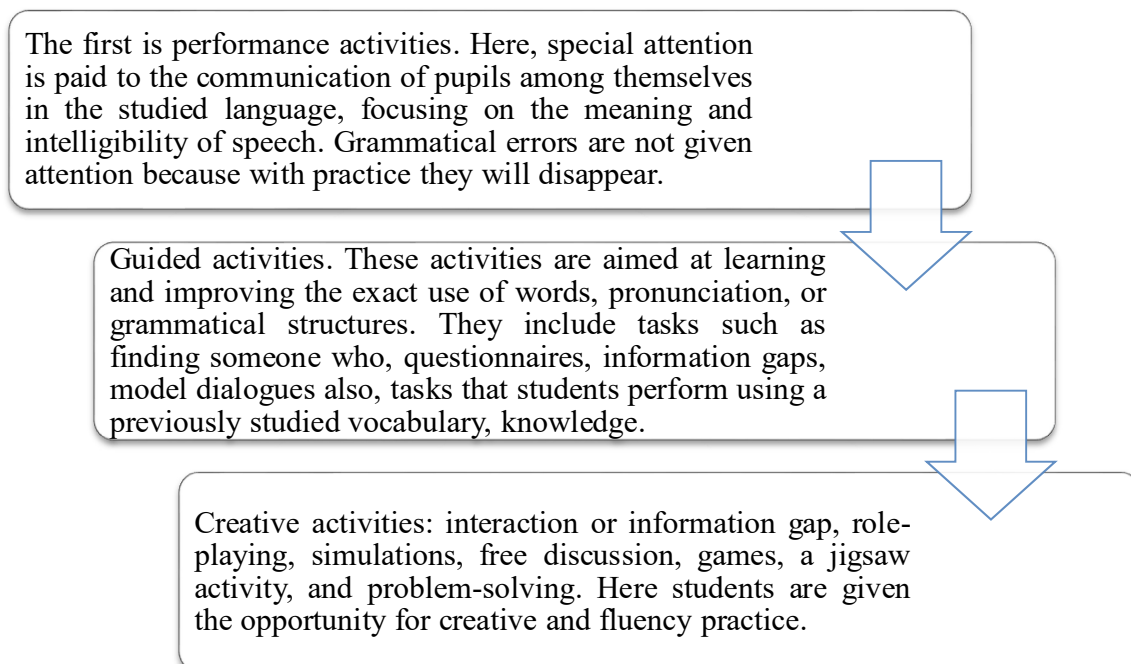 The first is performance activities. Here, special attention
is paid to the communication of pupils among themselves
in the studied language, focusing on the meaning and
intelligibility of speech. Grammatical errors are not given
attention because with practice they will disappear.
Guided activities. These activities are aimed at learning
and improving the exact use of words, pronunciation, or
grammatical structures. They include tasks such as
finding someone who, questionnaires, information gaps,
model dialogues also, tasks that students perform using a
previously studied vocabulary, knowledge.
Creative activities: interaction or information gap, role-
playing, simulations, free discussion, games, a jigsaw
activity, and problem-solving. Here students are given
the opportunity for creative and fluency practice.